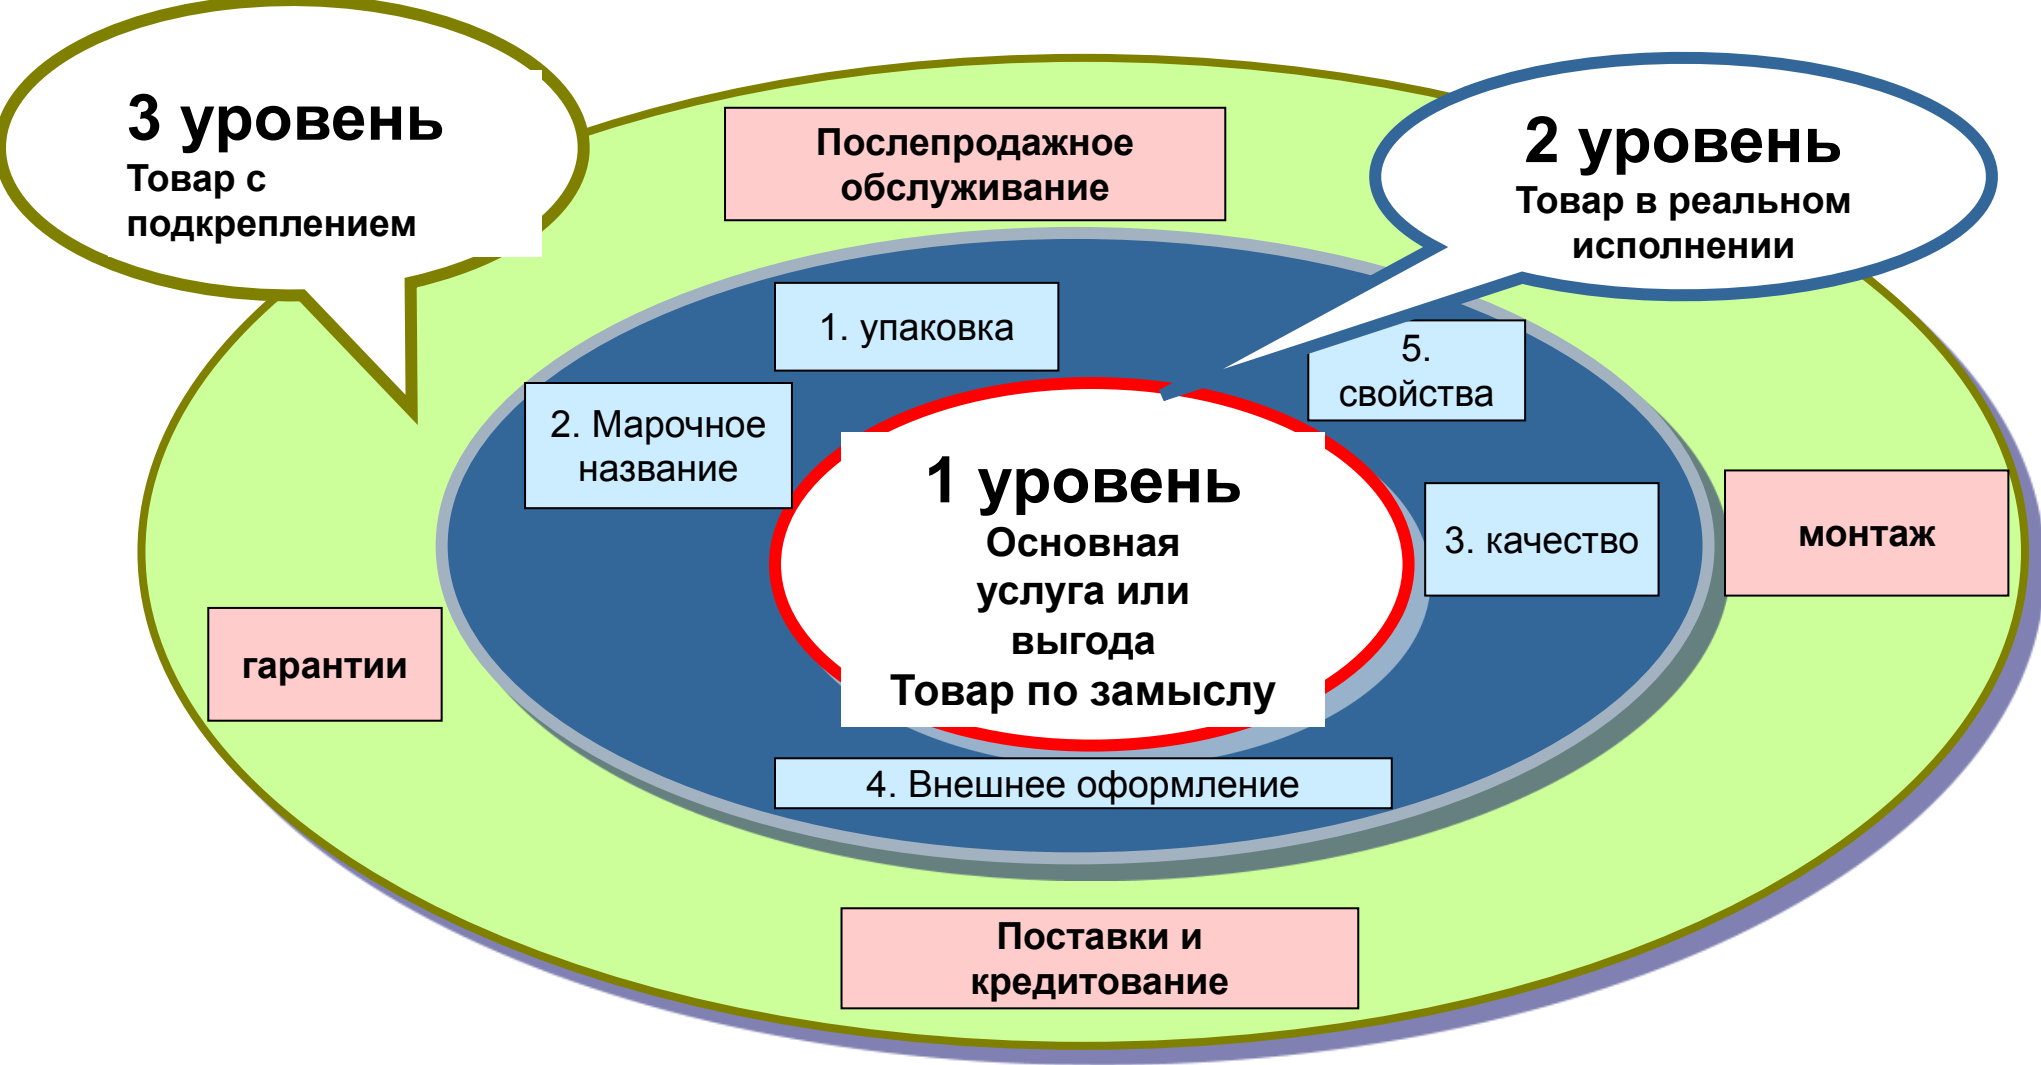 3 уровень
Товар с
подкреплением
Послепродажное
обслуживание
2 уровень
Товар в реальном
исполнении
1. упаковка
5.
свойства
2. Марочное
название
1 уровень
Основная
услуга или
выгода
Товар по замыслу
3. качество
монтаж
гарантии
4. Внешнее оформление
Поставки и
кредитование